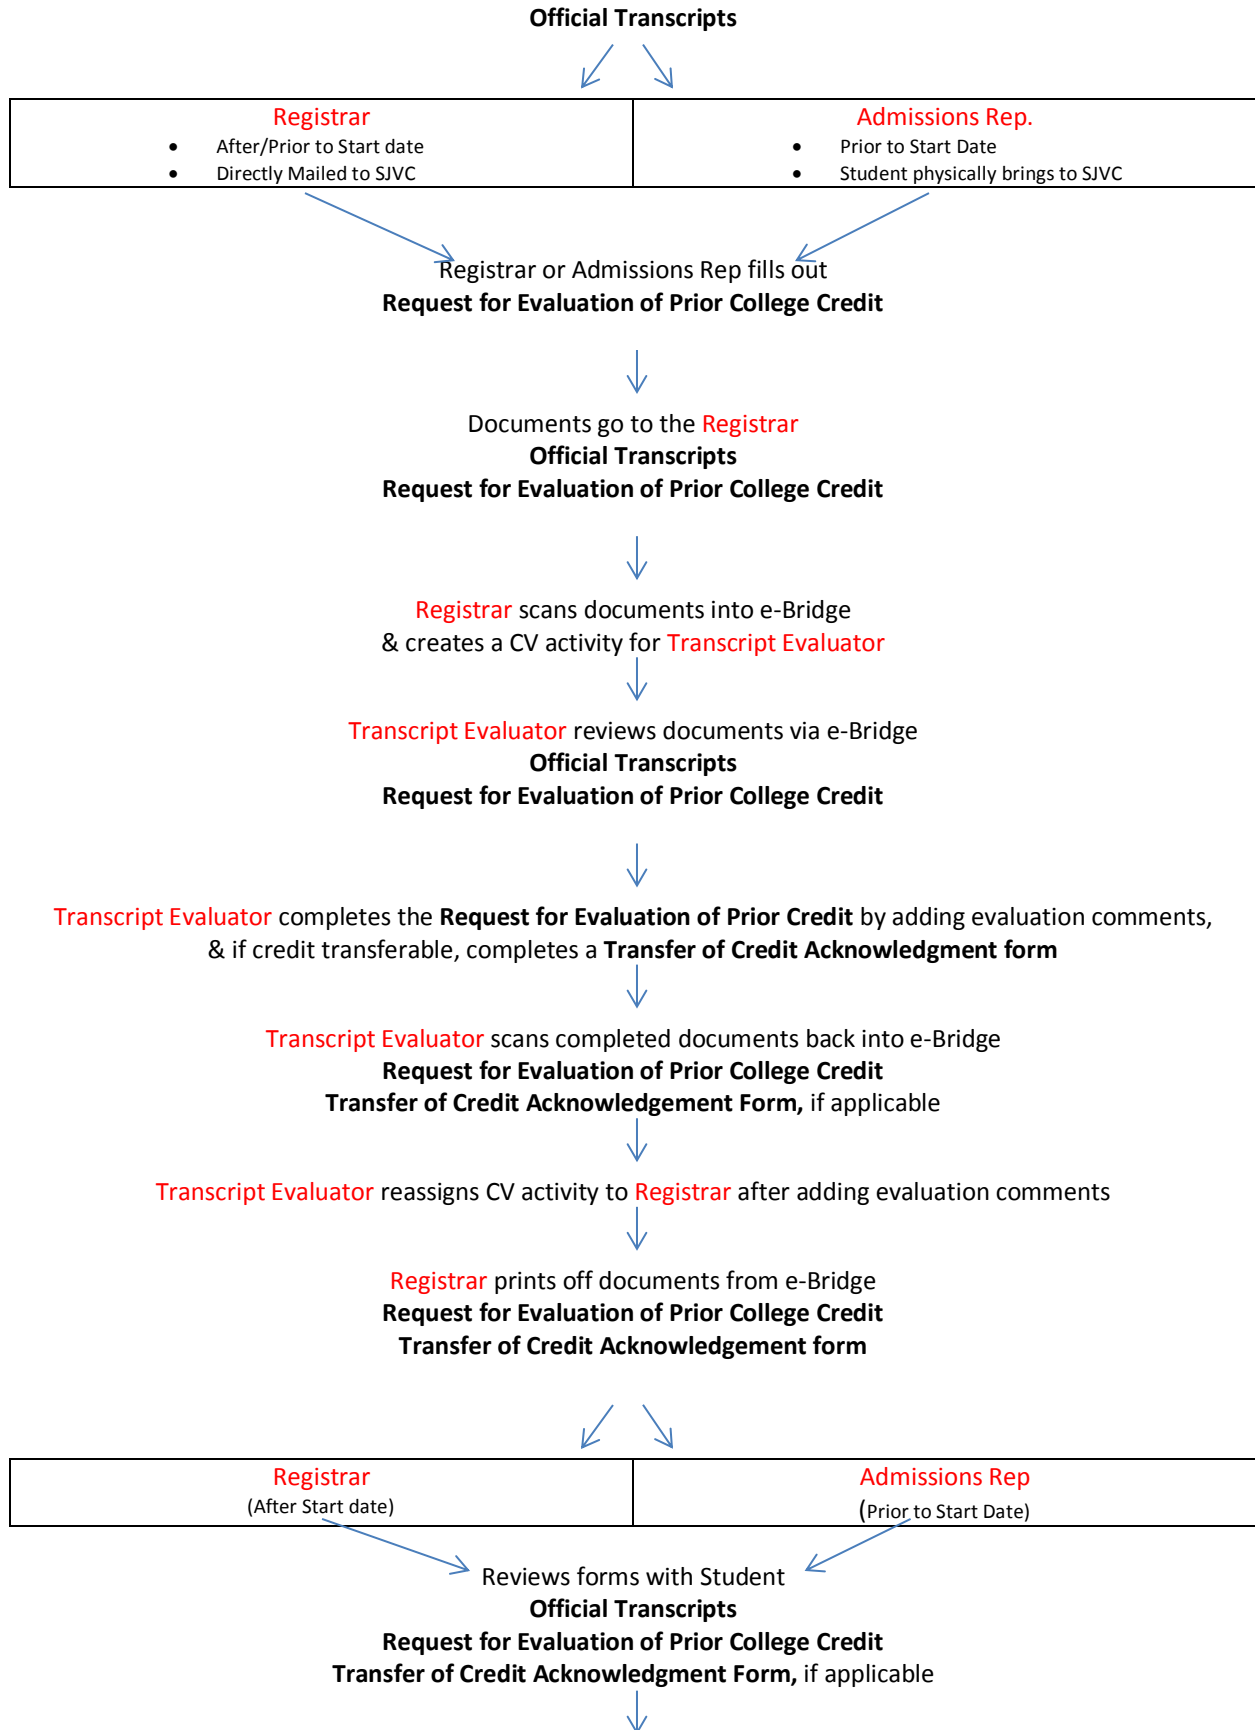 Official Transcripts
Registrar
• After/Prior to Start date
• Directly Mailed to SJVC
Admissions Rep.
• Prior to Start Date
• Student physically brings to SJVC
Registrar or Admissions Rep fills out
Request for Evaluation of Prior College Credit
Documents go to the Registrar
Official Transcripts
Request for Evaluation of Prior College Credit
Registrar scans documents into e-Bridge
& creates a CV activity for Transcript Evaluator
Transcript Evaluator reviews documents via e-Bridge
Official Transcripts
Request for Evaluation of Prior College Credit
Transcript Evaluator completes the Request for Evaluation of Prior Credit by adding evaluation comments,
& if credit transferable, completes a Transfer of Credit Acknowledgment form
Transcript Evaluator scans completed documents back into e-Bridge
Request for Evaluation of Prior College Credit
Transfer of Credit Acknowledgement Form, if applicable
Transcript Evaluator reassigns CV activity to Registrar after adding evaluation comments
Registrar prints off documents from e-Bridge
Request for Evaluation of Prior College Credit
Transfer of Credit Acknowledgement form
Registrar
(After Start date)
Admissions Rep
(Prior to Start Date)
Reviews forms with Student
Official Transcripts
Request for Evaluation of Prior College Credit
Transfer of Credit Acknowledgment Form, if applicable